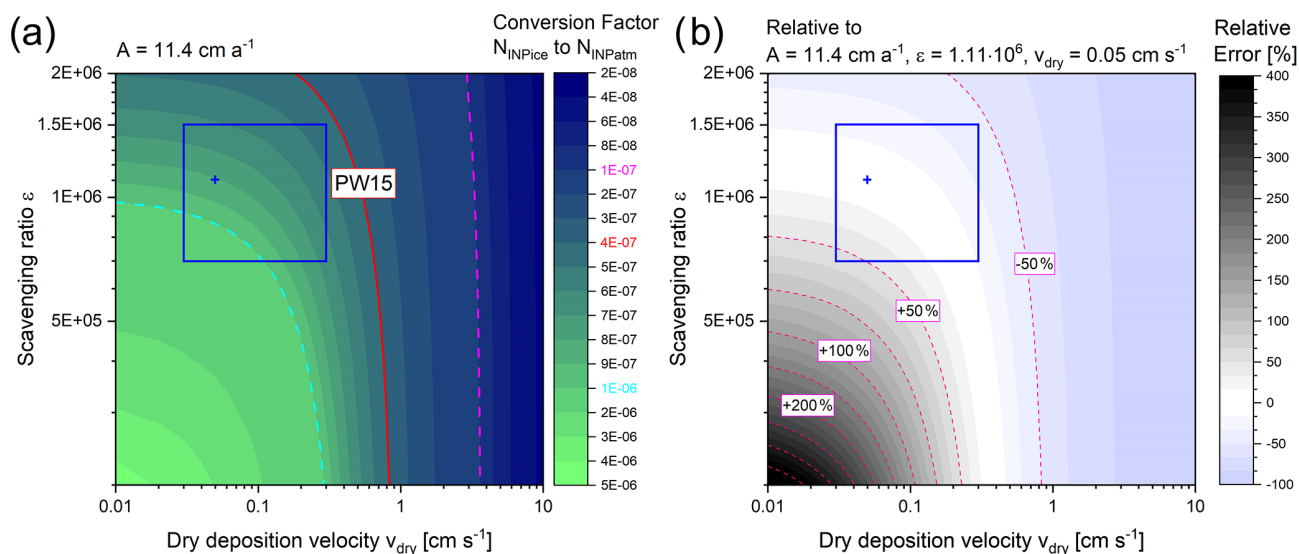 (a)
A = 11.4 cm a⁻¹
Conversion Factor
N_INPice to N_INPatm
2E+06
1.5E+06
1E+06
5E+05
Scavenging ratio ε
PW15
0.01
0.1
1
10
Dry deposition velocity v_dry [cm s⁻¹]
2E-08
4E-08
6E-08
8E-08
1E-07
2E-07
3E-07
4E-07
5E-07
6E-07
7E-07
8E-07
9E-07
1E-06
2E-06
3E-06
4E-06
5E-06
(b)
Relative to
A = 11.4 cm a⁻¹, ε = 1.11·10⁶, v_dry = 0.05 cm s⁻¹
Relative
Error [%]
2E+06
1.5E+06
1E+06
5E+05
Scavenging ratio ε
-50 %
+50 %
+100 %
+200 %
0.01
0.1
1
10
Dry deposition velocity v_dry [cm s⁻¹]
400
350
300
250
200
150
100
50
0
-50
-100